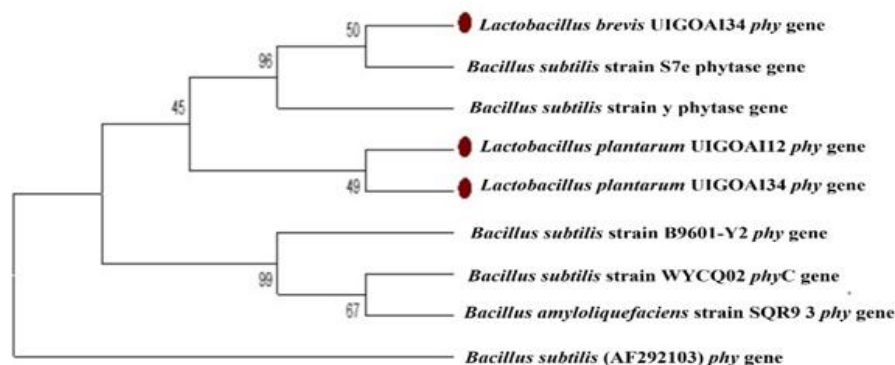 50
Lactobacillus brevis UIGOAI34 phy gene
96
Bacillus subtilis strain S7e phytase gene
45
Bacillus subtilis strain y phytase gene
Lactobacillus plantarum UIGOAI12 phy gene
49
Lactobacillus plantarum UIGOAI34 phy gene
Bacillus subtilis strain B9601-Y2 phy gene
99
Bacillus subtilis strain WYCQ02 phyC gene
67
Bacillus amyloliquefaciens strain SQR9 3 phy gene
Bacillus subtilis (AF292103) phy gene